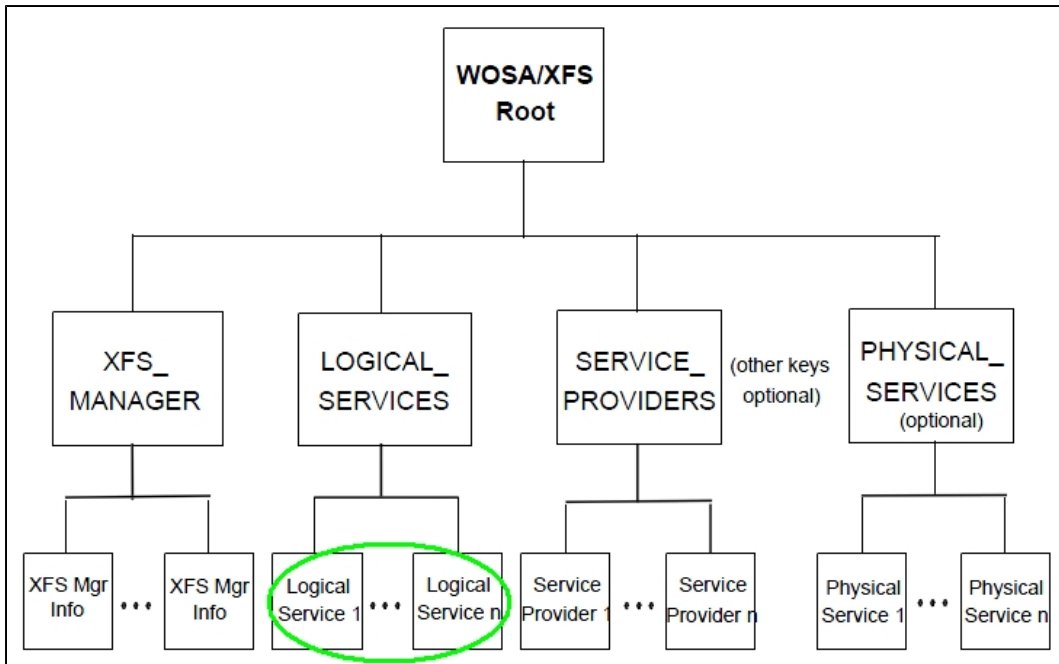 WOSA/XFS
Root
XFS_
MANAGER
LOGICAL_
SERVICES
SERVICE_
PROVIDERS
(other keys
optional)
PHYSICAL_
SERVICES
(optional)
XFS Mgr
Info
...
XFS Mgr
Info
Logical
Service 1
...
Logical
Service n
Service
Provider 1
...
Service
Provider n
Physical
Service 1
...
Physical
Service n